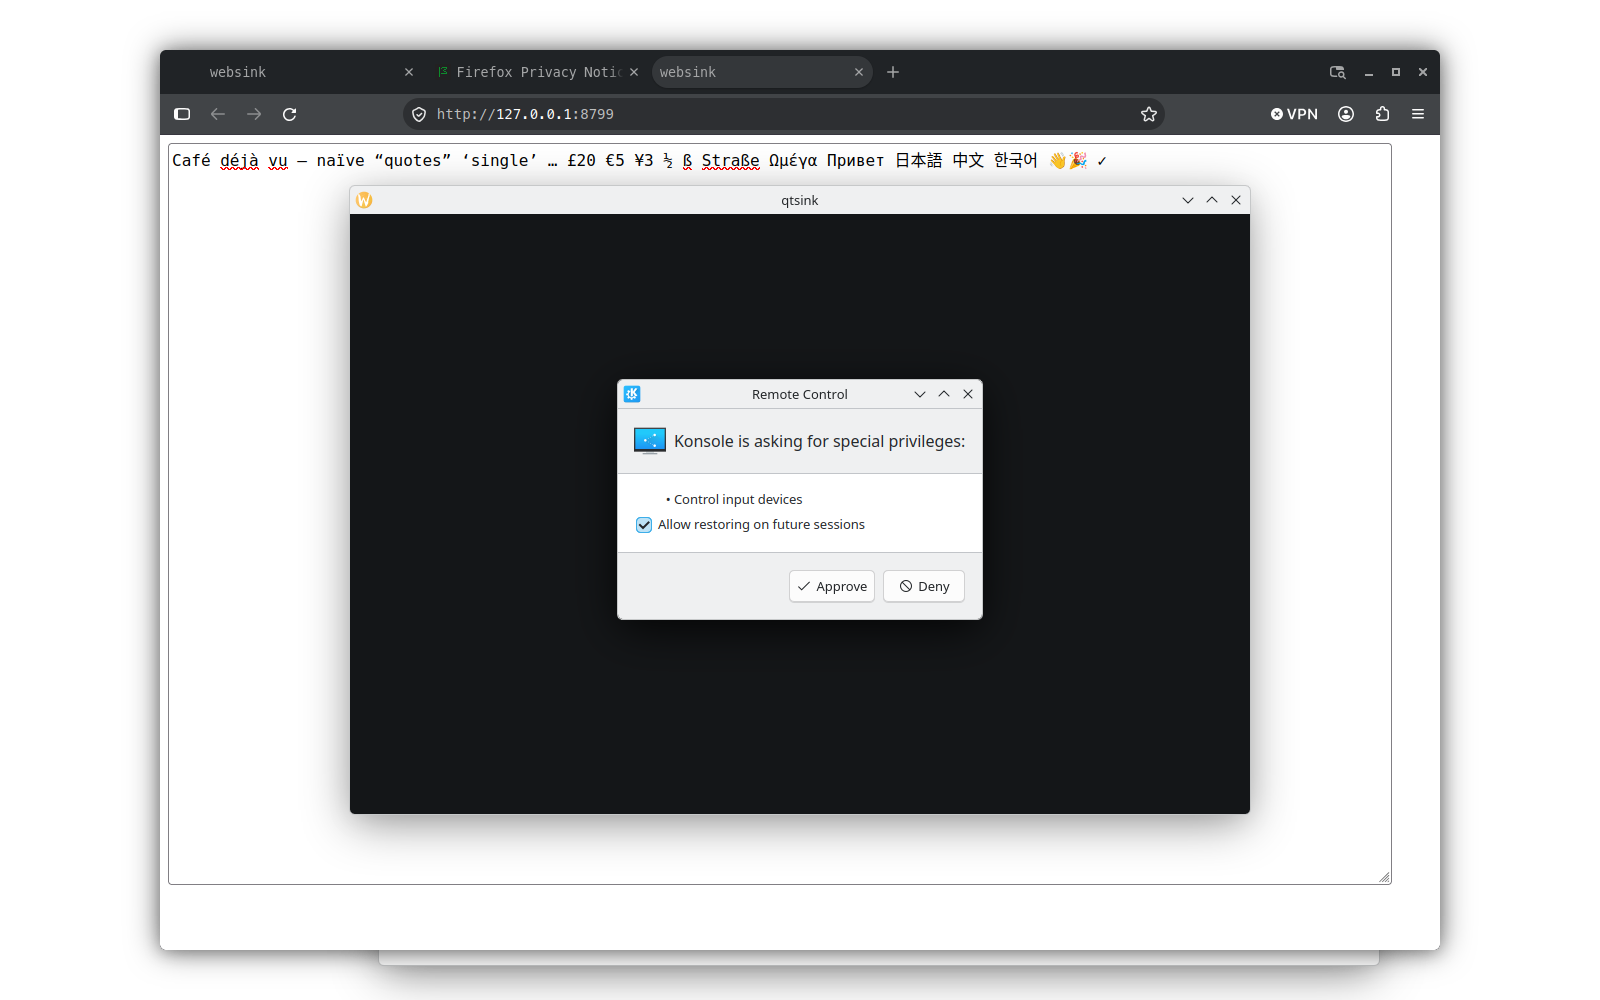 websink
Firefox Privacy Notic
websink
http://127.0.0.1:8799
VPN
Café déjà vu — naïve “quotes” ‘single’ … £20 €5 ¥3 ½ ß Straße Ωμέγα Привет 日本語 中文 한국어 👋🎉 ✓
qtsink
Remote Control
Konsole is asking for special privileges:
• Control input devices
Allow restoring on future sessions
Approve
Deny